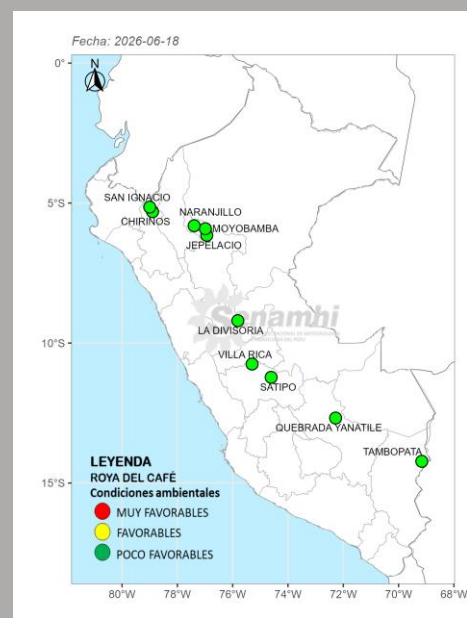 Fecha: 2026-06-18
N
0°
SAN IGNACIO
CHIRINOS
NARANJILLO
MOYOBAMBA
JEPELACIO
5°S
Senamhi
LA DIVISORIA
10°S
VILLA RICA
SATIPO
QUEBRADA YANATILE
TAMBOPATA
15°S
LEYENDA
ROYA DEL CAFÉ
Condiciones ambientales
MUY FAVORABLES
FAVORABLES
POCO FAVORABLES
80°W 78°W 76°W 74°W 72°W 70°W 68°W